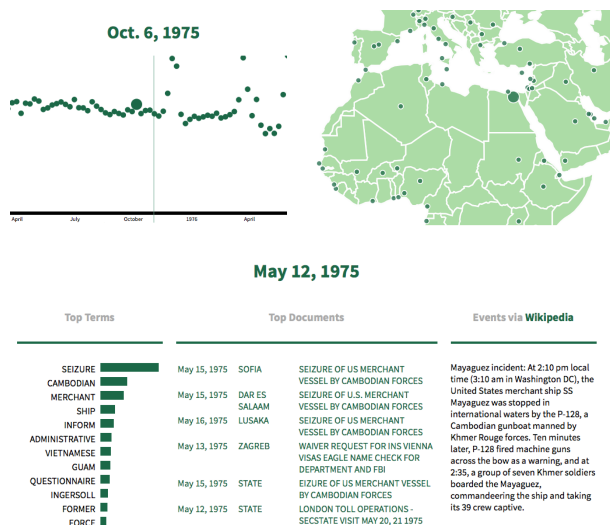 Oct. 6, 1975
April July October 1976 April
May 12, 1975
Top Terms
SEIZURE
CAMBODIAN
MERCHANT
SHIP
INFORM
ADMINISTRATIVE
VIETNAMESE
GUAM
QUESTIONNAIRE
INGERSOLL
FORMER
FORCE
Top Documents
May 15, 1975 SOFIA SEIZURE OF US MERCHANT
VESSEL BY CAMBODIAN FORCES
May 15, 1975 DAR ES SEIZURE OF U.S. MERCHANT
SALAAM VESSEL BY CAMBODIAN FORCES
May 16, 1975 LUSAKA SEIZURE OF US MERCHANT
VESSEL BY CAMBODIAN FORCES
May 13, 1975 ZAGREB WAIVER REQUEST FOR INS VIENNA
VISAS EAGLE NAME CHECK FOR
DEPARTMENT AND FBI
May 15, 1975 STATE EIZURE OF US MERCHANT VESSEL
BY CAMBODIAN FORCES
May 12, 1975 STATE LONDON TOLL OPERATIONS -
SECSTATE VISIT MAY 20, 21 1975
Events via Wikipedia
Mayaguez incident: At 2:10 pm local
time (3:10 am in Washington DC), the
United States merchant ship SS
Mayaguez was stopped in
international waters by the P-128, a
Cambodian gunboat manned by
Khmer Rouge forces. Ten minutes
later, P-128 fired machine guns
across the bow as a warning, and at
2:35, a group of seven Khmer soldiers
boarded the Mayaguez,
commandeering the ship and taking
its 39 crew captive.